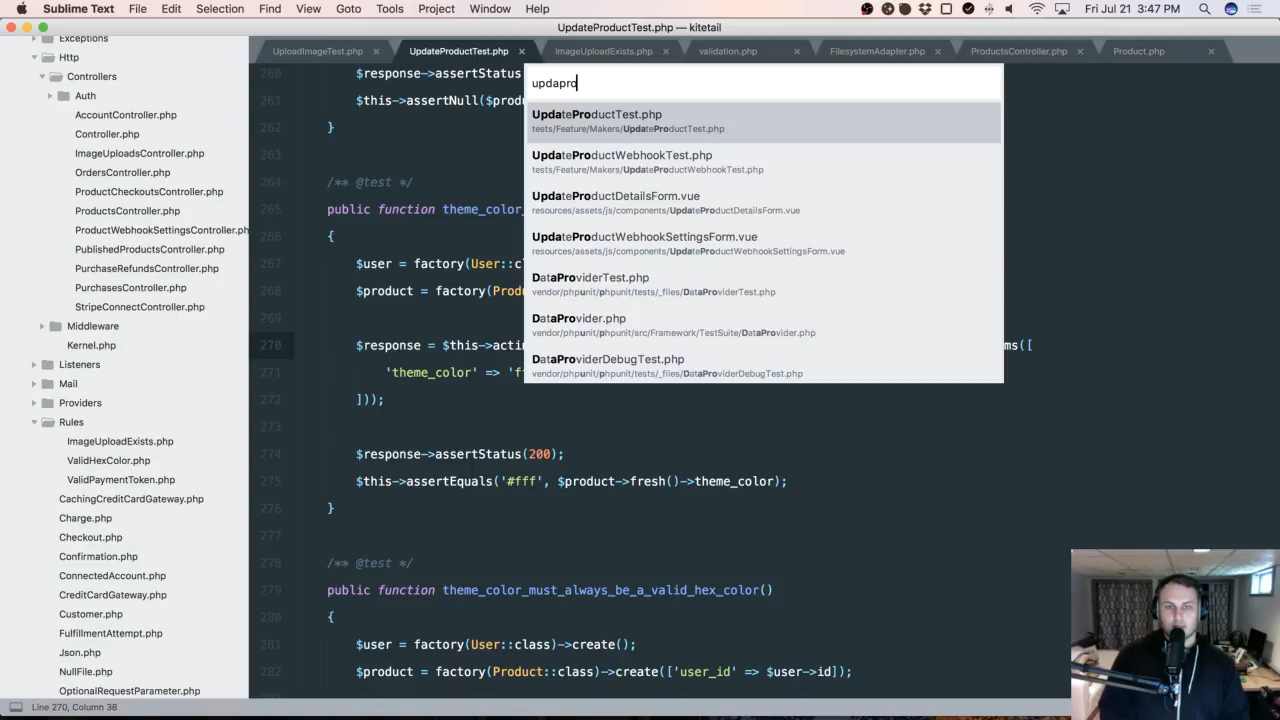 Sublime Text File Edit Selection Find View Goto Tools Project Window Help Fri Jul 21 3:47 PM
UpdateProductTest.php — kitetail
UploadImageTest.php × UpdateProductTest.php × ImageUploadExists.php × validation.php × FilesystemAdapter.php × ProductsController.php × Product.php ×
Exceptions
Http
Controllers
Auth
AccountController.php
Controller.php
ImageUploadsController.php
OrdersController.php
ProductCheckoutsController.php
ProductsController.php
ProductWebhookSettingsController.ph
PublishedProductsController.php
PurchaseRefundsController.php
PurchasesController.php
StripeConnectController.php
Middleware
Kernel.php
Listeners
Mail
Providers
Rules
ImageUploadExists.php
ValidHexColor.php
ValidPaymentToken.php
CachingCreditCardGateway.php
Charge.php
Checkout.php
Confirmation.php
ConnectedAccount.php
CreditCardGateway.php
Customer.php
FulfillmentAttempt.php
Json.php
NullFile.php
OptionalRequestParameter.php
updapro
UpdateProductTest.php
tests/Feature/Makers/UpdateProductTest.php
UpdateProductWebhookTest.php
tests/Feature/Makers/UpdateProductWebhookTest.php
UpdateProductDetailsForm.vue
resources/assets/js/components/UpdateProductDetailsForm.vue
UpdateProductWebhookSettingsForm.vue
resources/assets/js/components/UpdateProductWebhookSettingsForm.vue
DataProviderTest.php
vendor/phpunit/phpunit/tests/_files/DataProviderTest.php
DataProvider.php
vendor/phpunit/phpunit/src/Framework/TestSuite/DataProvider.php
DataProviderDebugTest.php
vendor/phpunit/phpunit/tests/_files/DataProviderDebugTest.php
260 $response->assertStatus
261 $this->assertNull($prod
262 }
263
264 /** @test */
265 public function theme_color_
266 {
267 $user = factory(User::cl
268 $product = factory(Prod
269
270 $response = $this->actin ms([
271 'theme_color' => 'f
272 ]));
273
274 $response->assertStatus(200);
275 $this->assertEquals('#fff', $product->fresh()->theme_color);
276 }
277
278 /** @test */
279 public function theme_color_must_always_be_a_valid_hex_color()
280 {
281 $user = factory(User::class)->create();
282 $product = factory(Product::class)->create(['user_id' => $user->id]);
Line 270, Column 38